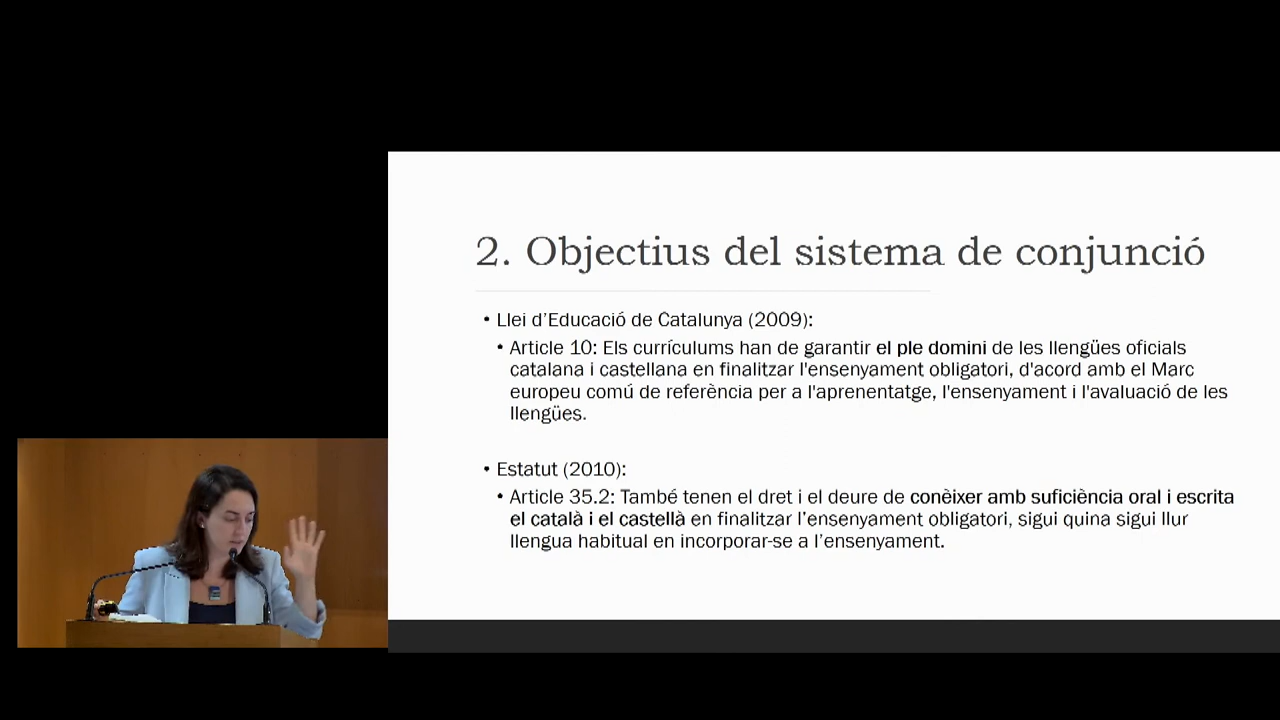 2. Objectius del sistema de conjunció
• Llei d’Educació de Catalunya (2009):
• Article 10: Els currículums han de garantir el ple domini de les llengües oficials
catalana i castellana en finalitzar l'ensenyament obligatori, d'acord amb el Marc
europeu comú de referència per a l'aprenentatge, l'ensenyament i l'avaluació de les
llengües.
• Estatut (2010):
• Article 35.2: També tenen el dret i el deure de conèixer amb suficiència oral i escrita
el català i el castellà en finalitzar l’ensenyament obligatori, sigui quina sigui llur
llengua habitual en incorporar-se a l’ensenyament.